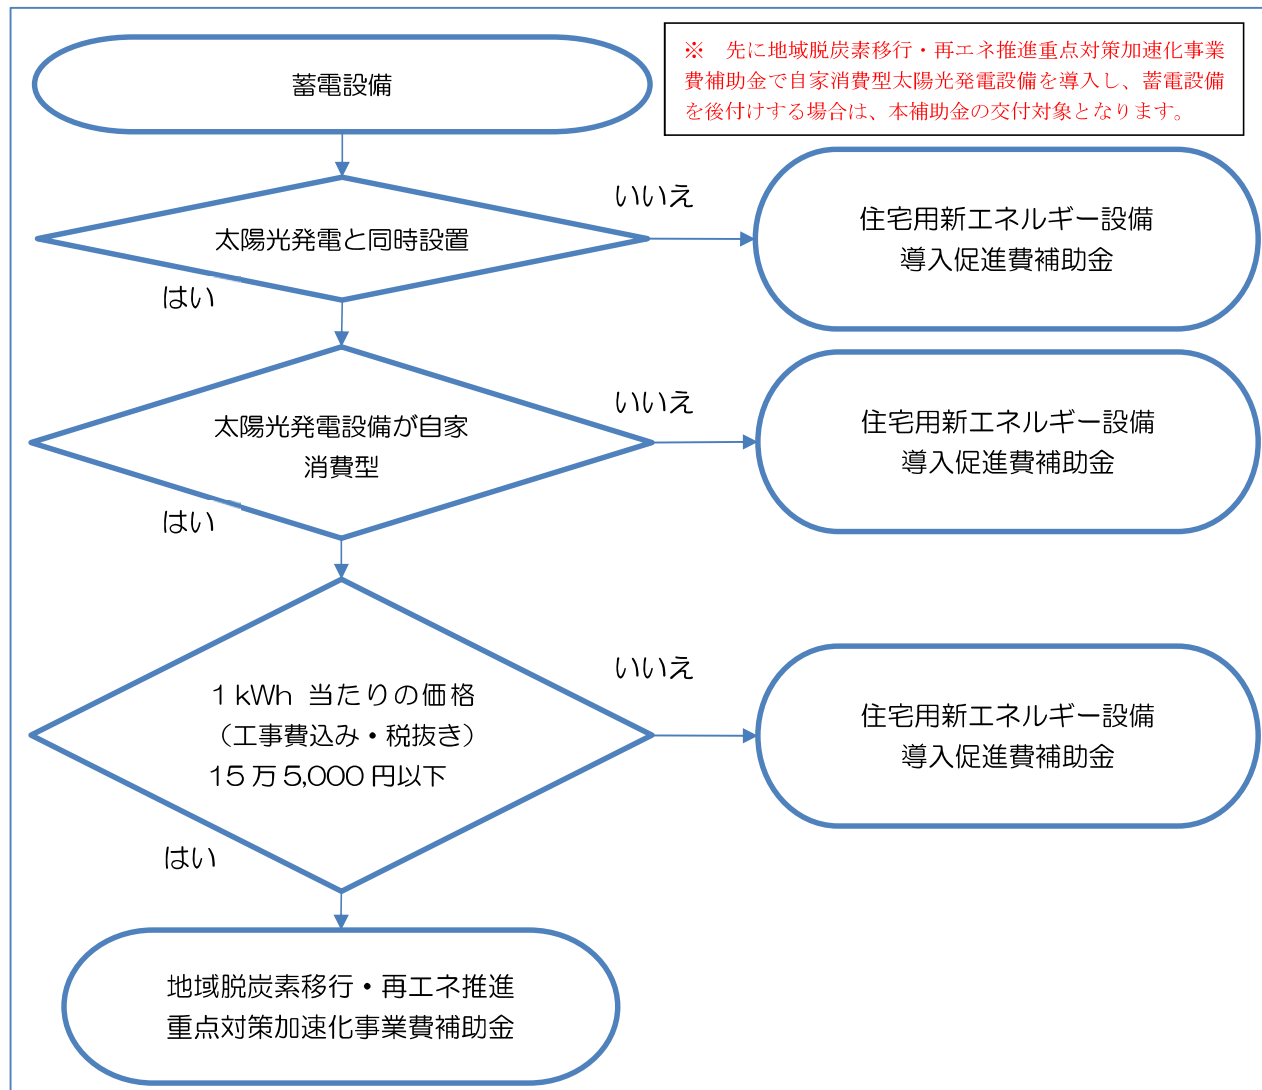 蓄電設備
※　先に地域脱炭素移行・再エネ推進重点対策加速化事業
費補助金で自家消費型太陽光発電設備を導入し、蓄電設備
を後付けする場合は、本補助金の交付対象となります。
太陽光発電と同時設置
いいえ
住宅用新エネルギー設備
導入促進費補助金
はい
太陽光発電設備が自家
消費型
いいえ
住宅用新エネルギー設備
導入促進費補助金
はい
1 kWh 当たりの価格
（工事費込み・税抜き）
15 万 5,000 円以下
いいえ
住宅用新エネルギー設備
導入促進費補助金
はい
地域脱炭素移行・再エネ推進
重点対策加速化事業費補助金